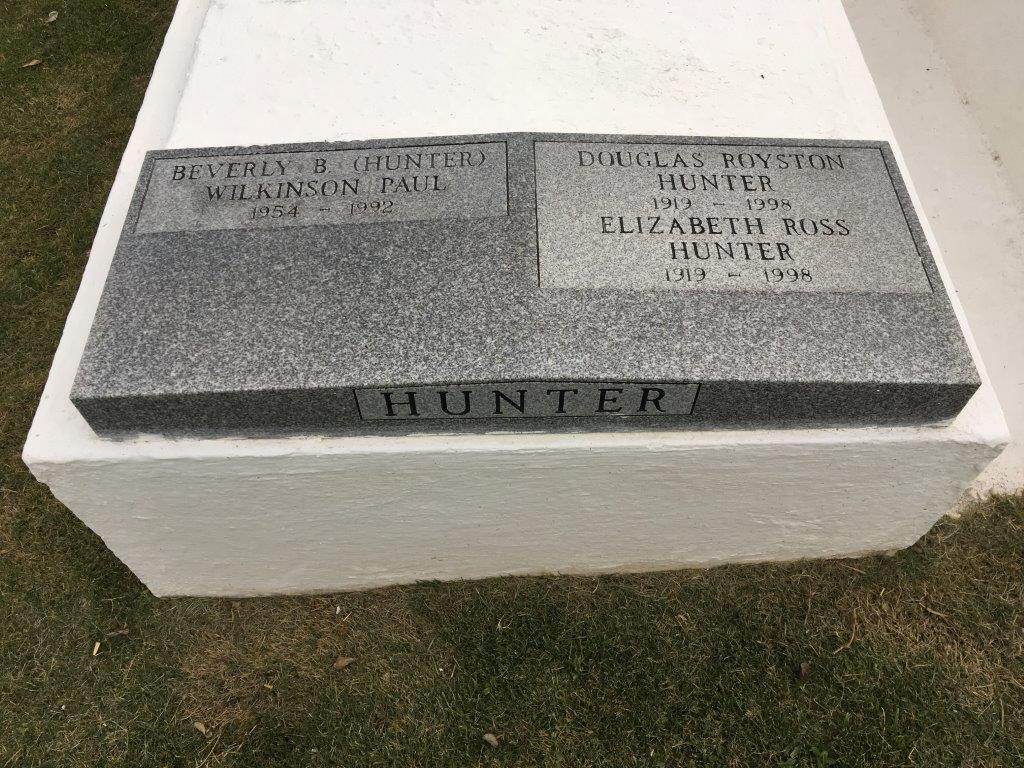 BEVERLY B. (HUNTER)
WILKINSON PAUL
1954 - 1992
DOUGLAS ROYSTON
HUNTER
1919 - 1998
ELIZABETH ROSS
HUNTER
1919 - 1998
HUNTER